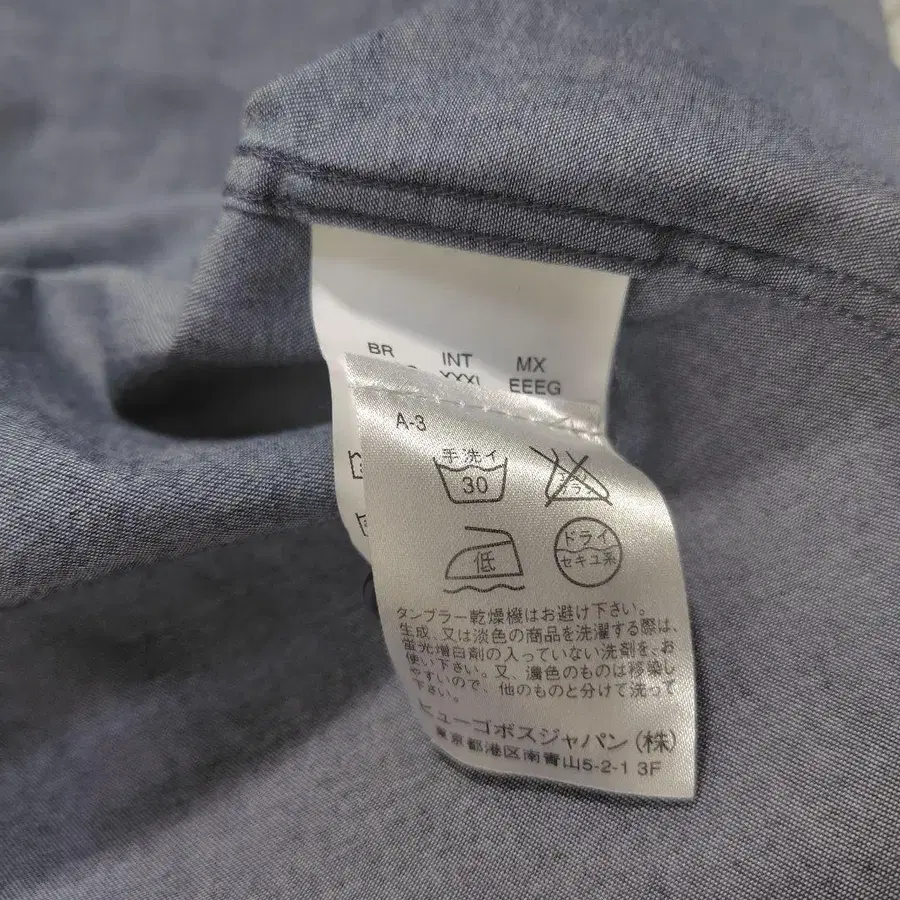 BR INT MX
XXXL EEEG
A-3
手洗イ
30
低
ドライ
セキユ系
タンブラー乾燥機はお避け下さい。
生成、又は淡色の商品を洗濯する際は、
蛍光増白剤の入っていない洗剤を、お
使い下さい。又、濃色のものは移染し
やすいので、他のものと分けて洗って
下さい。
ヒューゴボスジャパン(株)
東京都港区南青山5-2-1 3F